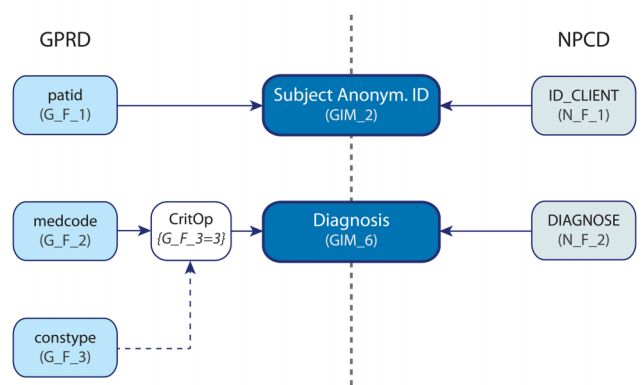 GPRD
NPCD
patid
(G_F_1)
Subject Anonym. ID
(GIM_2)
ID_CLIENT
(N_F_1)
medcode
(G_F_2)
CritOp
{G_F_3=3}
Diagnosis
(GIM_6)
DIAGNOSE
(N_F_2)
constype
(G_F_3)